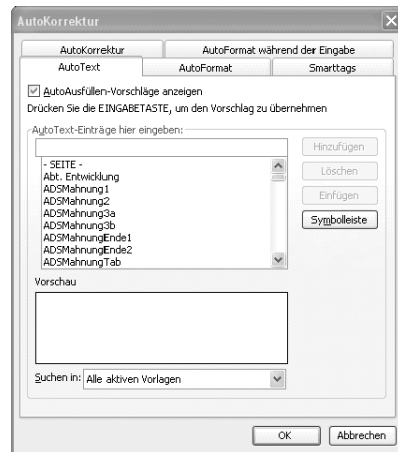 AutoKorrektur
AutoKorrektur
AutoFormat während der Eingabe
AutoText
AutoFormat
Smarttags
AutoAusfüllen-Vorschläge anzeigen
Drücken Sie die EINGABETASTE, um den Vorschlag zu übernehmen
AutoText-Einträge hier eingeben:
Hinzufügen
- SEITE -
Abt. Entwicklung
ADSMahnung1
ADSMahnung2
ADSMahnung3a
ADSMahnung3b
ADSMahnungEnde1
ADSMahnungEnde2
ADSMahnungTab
Löschen
Einfügen
Symbolleiste
Vorschau
Suchen in: Alle aktiven Vorlagen
OK
Abbrechen